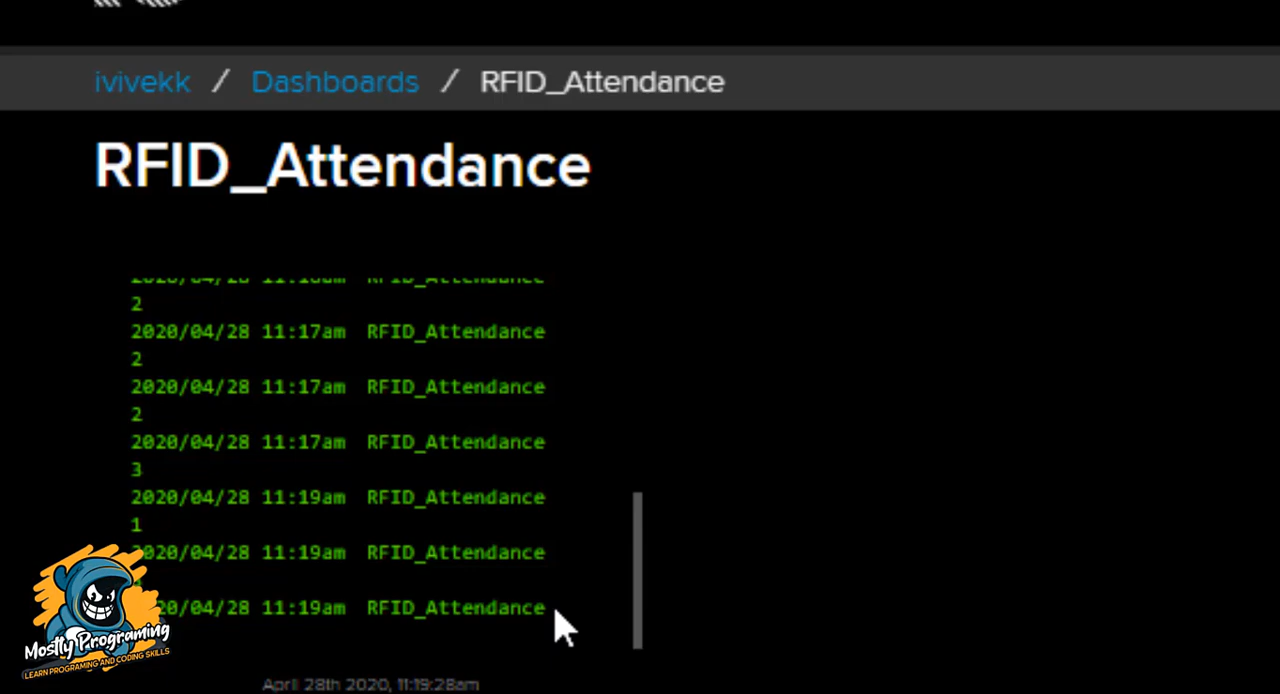 ivivekk / Dashboards / RFID_Attendance
RFID_Attendance
RFID_Attendance
2
2020/04/28 11:17am RFID_Attendance
2
2020/04/28 11:17am RFID_Attendance
2
2020/04/28 11:17am RFID_Attendance
3
2020/04/28 11:19am RFID_Attendance
1
020/04/28 11:19am RFID_Attendance
20/04/28 11:19am RFID_Attendance
Mostly Programing
LEARN PROGRAMING AND CODING SKILLS
April 28th 2020, 11:19:28am